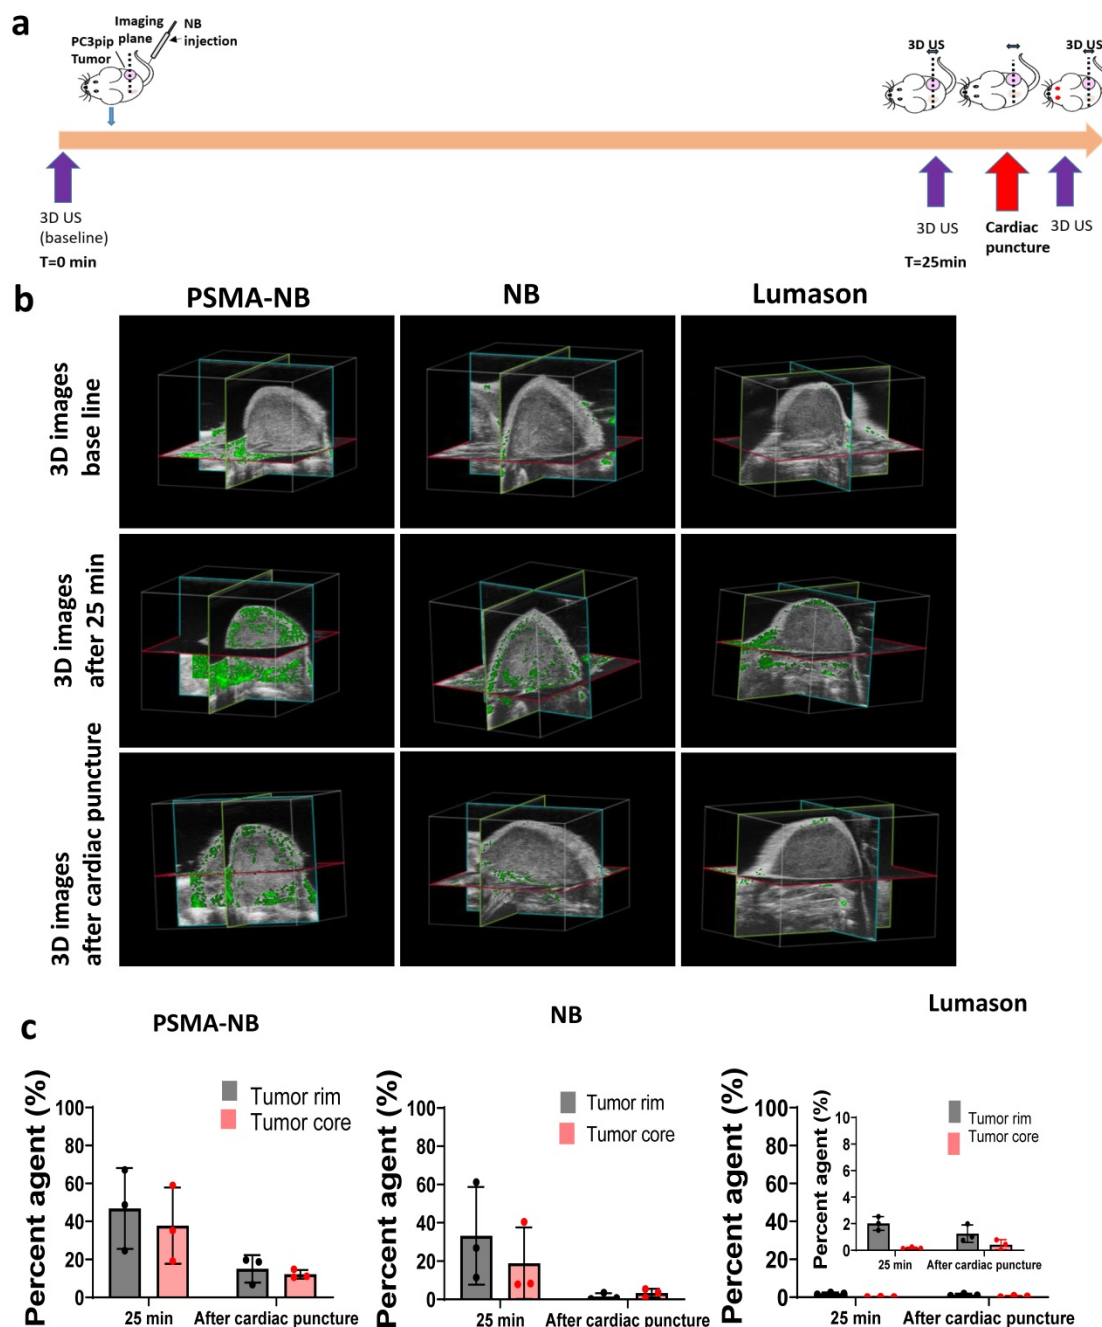 a
Imaging
plane
NB
injection
PC3pip
Tumor
3D US
3D US
3D US
(baseline)
T=0 min
3D US
T=25min
Cardiac
puncture
3D US
b
PSMA-NB
NB
Lumason
3D images
base line
3D images
after 25 min
3D images
after cardiac puncture
c
PSMA-NB
Percent agent (%)
100
80
60
40
20
0
Tumor rim
Tumor core
25 min
After cardiac puncture
NB
Percent agent (%)
100
80
60
40
20
0
Tumor rim
Tumor core
25 min
After cardiac puncture
Lumason
Percent agent (%)
100
80
60
40
20
0
Percent agent (%)
10
8
6
4
2
0
Tumor rim
Tumor core
25 min
After cardiac puncture
25 min
After cardiac puncture